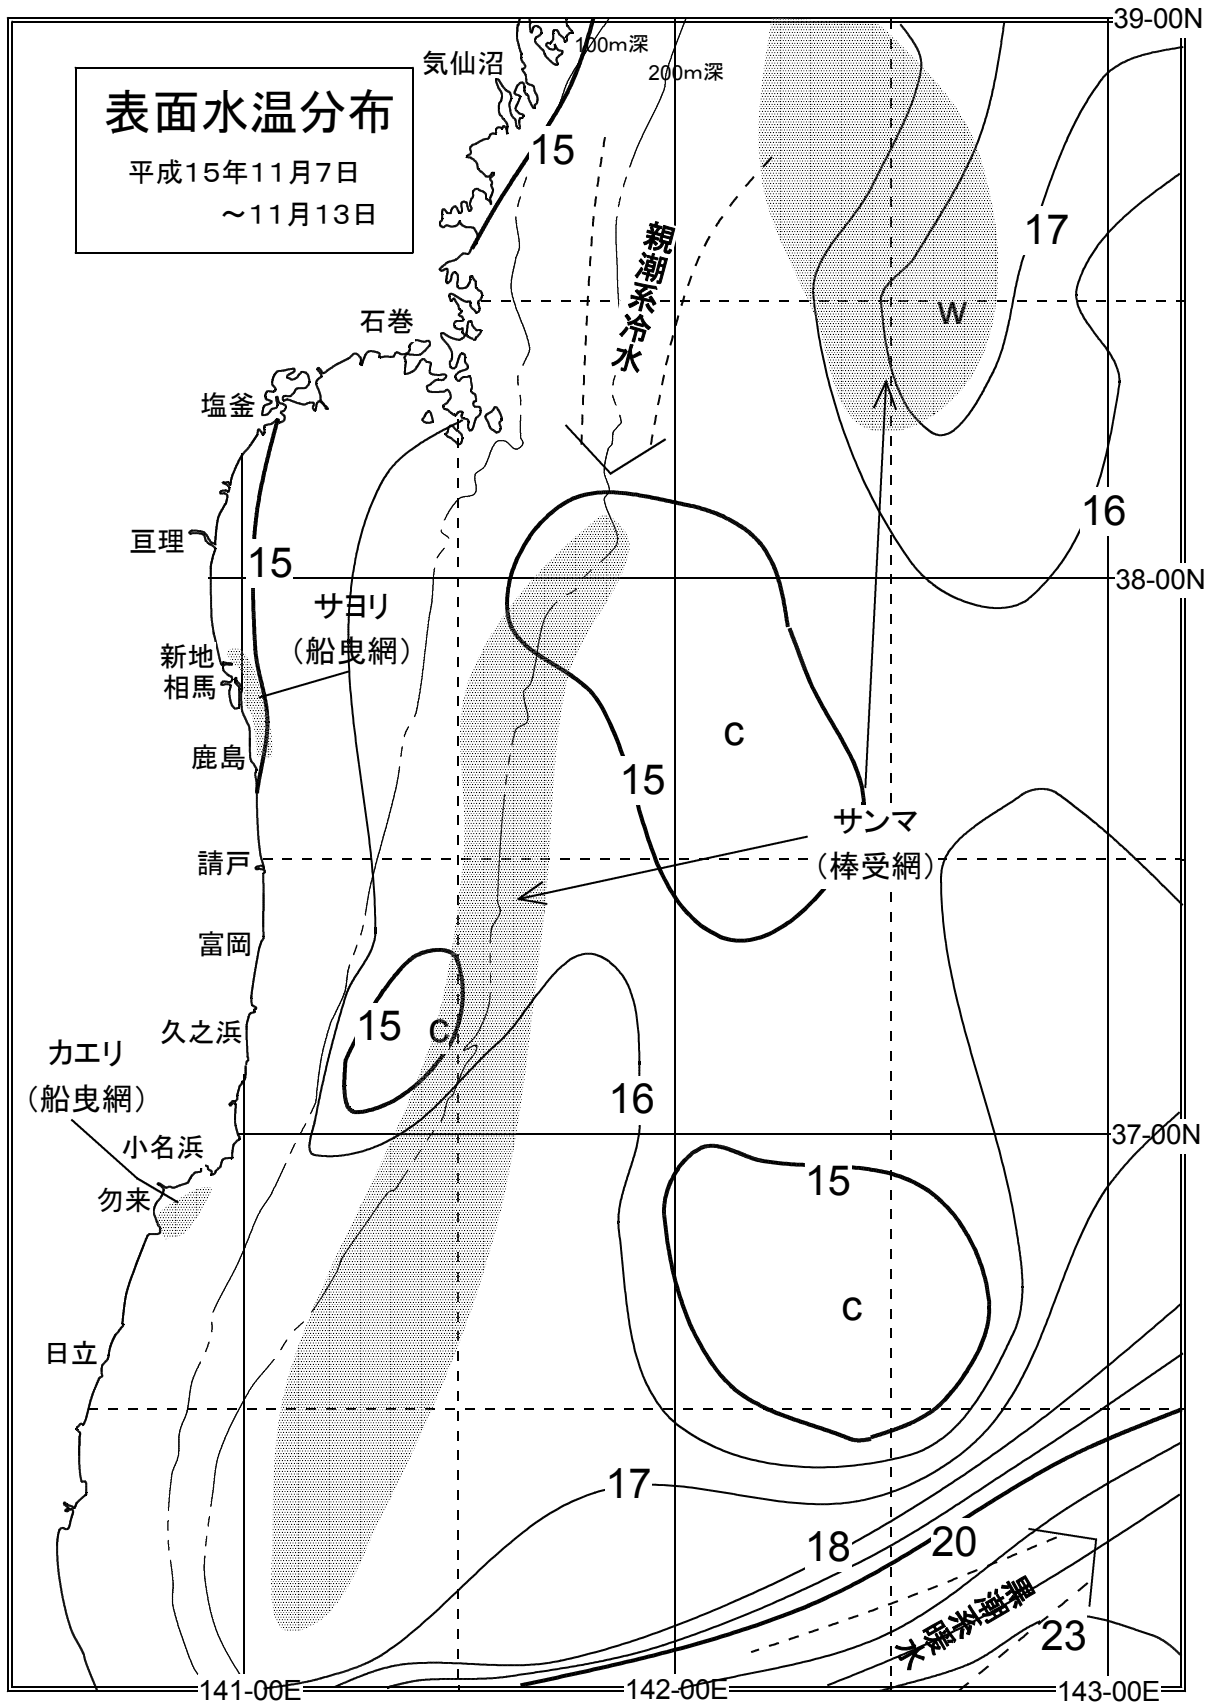 39-00N
100m深
気仙沼
200m深
表面水温分布
平成15年11月7日
～11月13日
15
17
親潮系冷水
W
石巻
塩釜
16
亘理
15
38-00N
サヨリ
（船曳網）
新地
相馬
鹿島
C
15
サンマ
（棒受網）
請戸
富岡
15
C
久之浜
カエリ
（船曳網）
16
37-00N
小名浜
15
勿来
C
日立
17
18
20
黒潮系暖水
23
141-00E
142-00E
143-00E